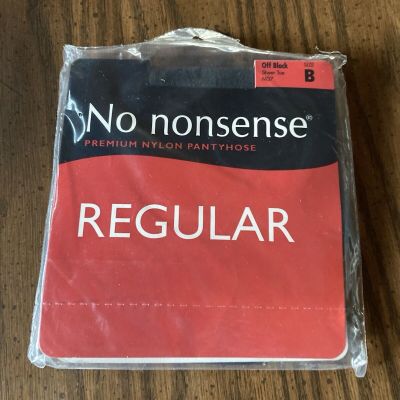 Off Black
Sheer Toe
SIZE
B
No nonsense®
PREMIUM NYLON PANTYHOSE
REGULAR